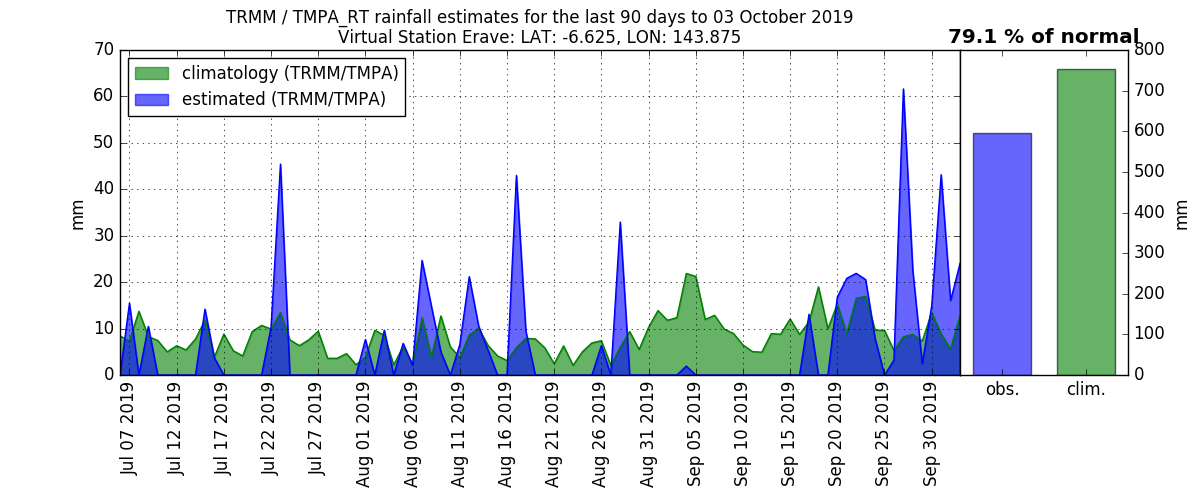 TRMM / TMPA_RT rainfall estimates for the last 90 days to 03 October 2019
Virtual Station Erave: LAT: -6.625, LON: 143.875
79.1 % of normal
climatology (TRMM/TMPA)
estimated (TRMM/TMPA)
70
60
50
40
30
20
10
0
mm
Jul 07 2019
Jul 12 2019
Jul 17 2019
Jul 22 2019
Jul 27 2019
Aug 01 2019
Aug 06 2019
Aug 11 2019
Aug 16 2019
Aug 21 2019
Aug 26 2019
Aug 31 2019
Sep 05 2019
Sep 10 2019
Sep 15 2019
Sep 20 2019
Sep 25 2019
Sep 30 2019
obs.
clim.
800
700
600
500
400
300
200
100
0
mm